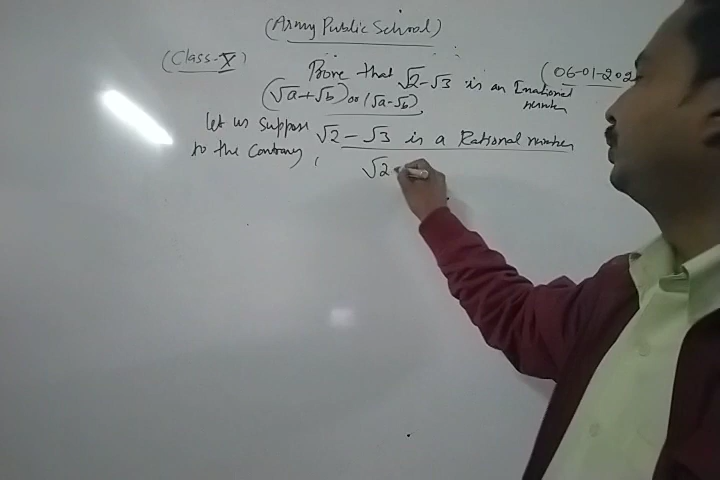 (Army Public School)
(Class-X)
(06-01-202
Prove that √2-√3 is an Irrational
number
(√a+√b) or (√a-√b)
let us suppose √2-√3 is a Rational number
to the Contrary,
√2